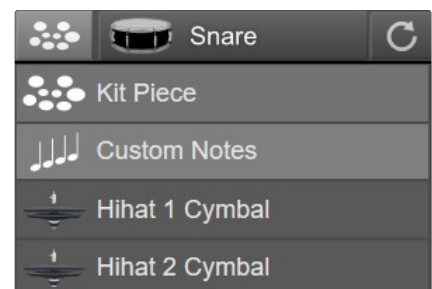 Snare
Kit Piece
Custom Notes
Hihat 1 Cymbal
Hihat 2 Cymbal